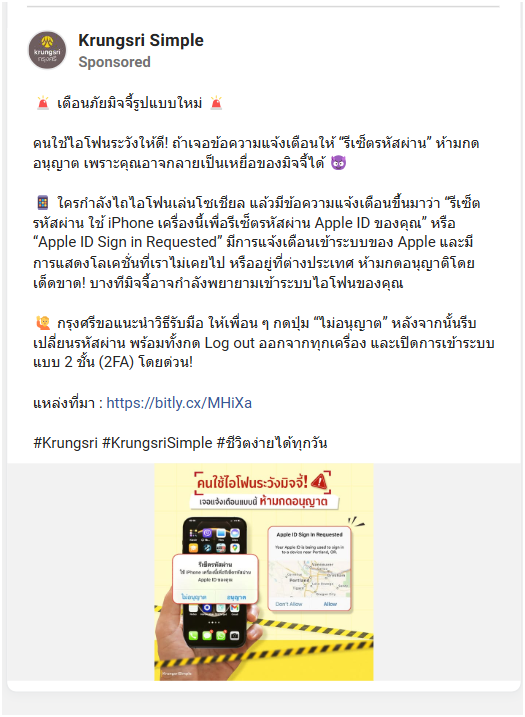 krungsri
กรุงศรี
Krungsri Simple
Sponsored
🚨 เตือนภัยมิจจี้รูปแบบใหม่ 🚨
คนใช้ไอโฟนระวังให้ดี! ถ้าเจอข้อความแจ้งเตือนให้ “รีเซ็ตรหัสผ่าน” ห้ามกด
อนุญาต เพราะคุณอาจกลายเป็นเหยื่อของมิจจี้ได้ 😈
📱 ใครกำลังไถไอโฟนเล่นโซเชียล แล้วมีข้อความแจ้งเตือนขึ้นมาว่า “รีเซ็ต
รหัสผ่าน ใช้ iPhone เครื่องนี้เพื่อรีเซ็ตรหัสผ่าน Apple ID ของคุณ” หรือ
“Apple ID Sign in Requested” มีการแจ้งเตือนเข้าระบบของ Apple และมี
การแสดงโลเคชั่นที่เราไม่เคยไป หรืออยู่ที่ต่างประเทศ ห้ามกดอนุญาติโดย
เด็ดขาด! บางทีมิจจี้อาจกำลังพยายามเข้าระบบไอโฟนของคุณ
🙋 กรุงศรีขอแนะนำวิธีรับมือ ให้เพื่อน ๆ กดปุ่ม “ไม่อนุญาต” หลังจากนั้นรีบ
เปลี่ยนรหัสผ่าน พร้อมทั้งกด Log out ออกจากทุกเครื่อง และเปิดการเข้าระบบ
แบบ 2 ชั้น (2FA) โดยด่วน!
แหล่งที่มา : https://bitly.cx/MHiXa
#Krungsri #KrungsriSimple #ชีวิตง่ายได้ทุกวัน
คนใช้ไอโฟนระวังมิจจี้!
เจอแจ้งเตือนแบบนี้ ห้ามกดอนุญาต
รีเซ็ตรหัสผ่าน
ใช้ iPhone เครื่องนี้เพื่อรีเซ็ตรหัสผ่าน
Apple ID ของคุณ
ไม่อนุญาต อนุญาต
Apple ID Sign In Requested
Your Apple ID is being used to sign in
to a device near Portland, OR.
Vancouver
Portland
Don't Allow Allow
#KrungsriSimple